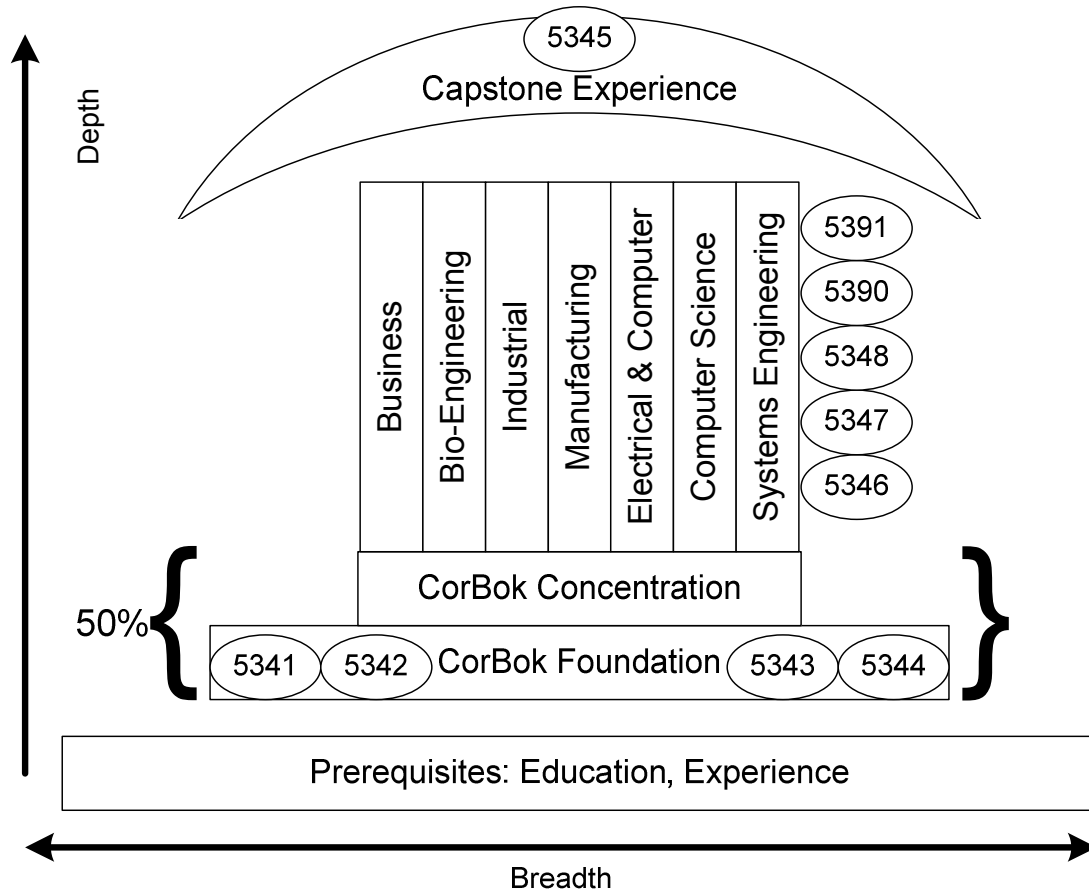 5345
Capstone Experience
Depth
Business
Bio-Engineering
Industrial
Manufacturing
Electrical & Computer
Computer Science
Systems Engineering
5391
5390
5348
5347
5346
CorBok Concentration
50%
{
}
5341
5342
CorBok Foundation
5343
5344
Prerequisites: Education, Experience
Breadth